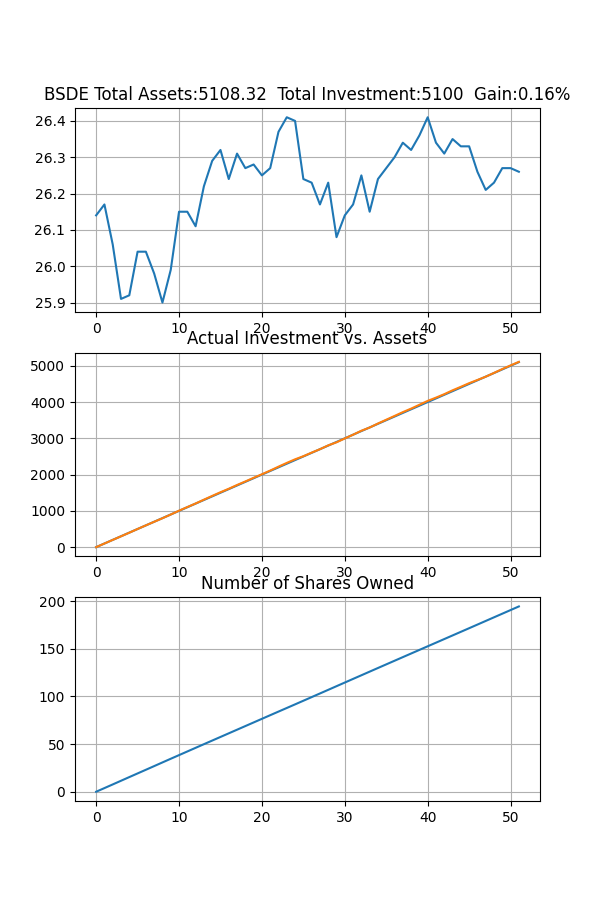 BSDE Total Assets:5108.32  Total Investment:5100  Gain:0.16%
26.4
26.3
26.2
26.1
26.0
25.9
0 10 20 30 40 50
Actual Investment vs. Assets
5000
4000
3000
2000
1000
0
0 10 20 30 40 50
Number of Shares Owned
200
150
100
50
0
0 10 20 30 40 50